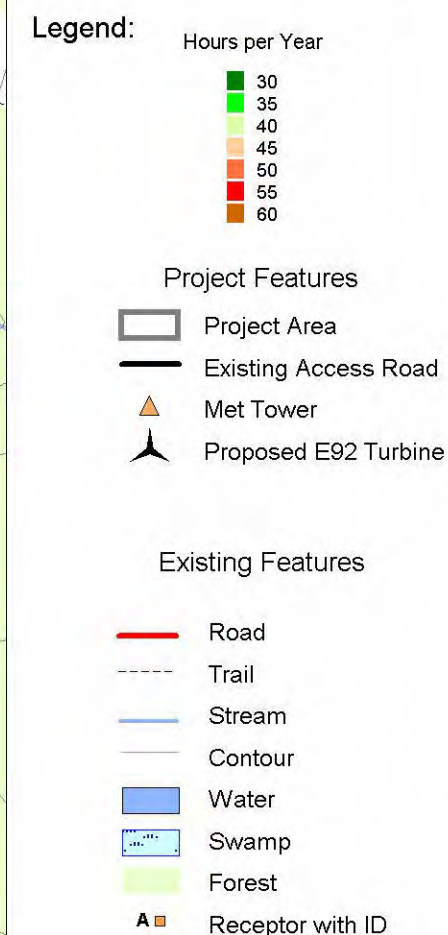 Legend:
Hours per Year
30
35
40
45
50
55
60
Project Features
Project Area
Existing Access Road
Met Tower
Proposed E92 Turbine
Existing Features
Road
Trail
Stream
Contour
Water
Swamp
Forest
A Receptor with ID